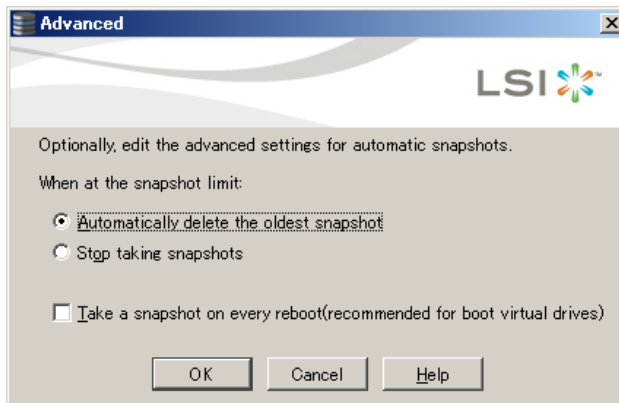 Advanced
LSI
Optionally, edit the advanced settings for automatic snapshots.
When at the snapshot limit:
Automatically delete the oldest snapshot
Stop taking snapshots
Take a snapshot on every reboot(recommended for boot virtual drives)
OK Cancel Help